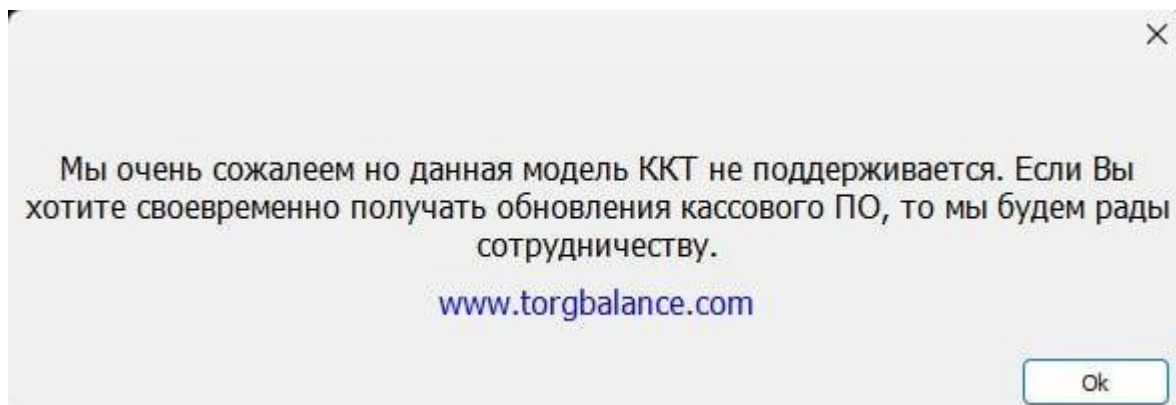 Мы очень сожалеем но данная модель ККТ не поддерживается. Если Вы
хотите своевременно получать обновления кассового ПО, то мы будем рады
сотрудничеству.
www.torgbalance.com
Ok